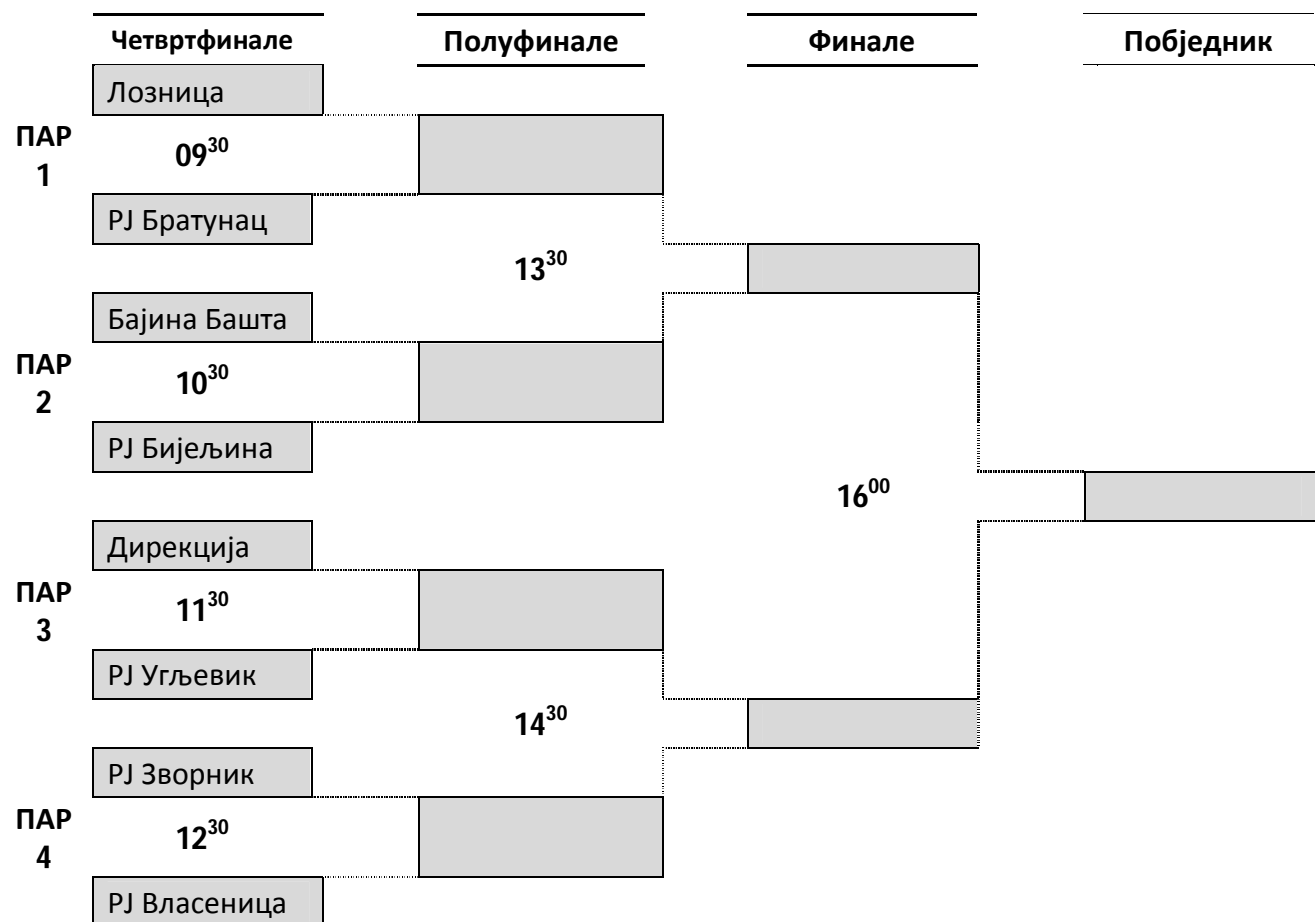 Четвртфинале Полуфинале Финале Побједник
Лозница
ПАР
1
09³⁰
РЈ Братунац
13³⁰
Бајина Башта
ПАР
2
10³⁰
РЈ Бијељина
16⁰⁰
Дирекција
ПАР
3
11³⁰
РЈ Угљевик
14³⁰
РЈ Зворник
ПАР
4
12³⁰
РЈ Власеница